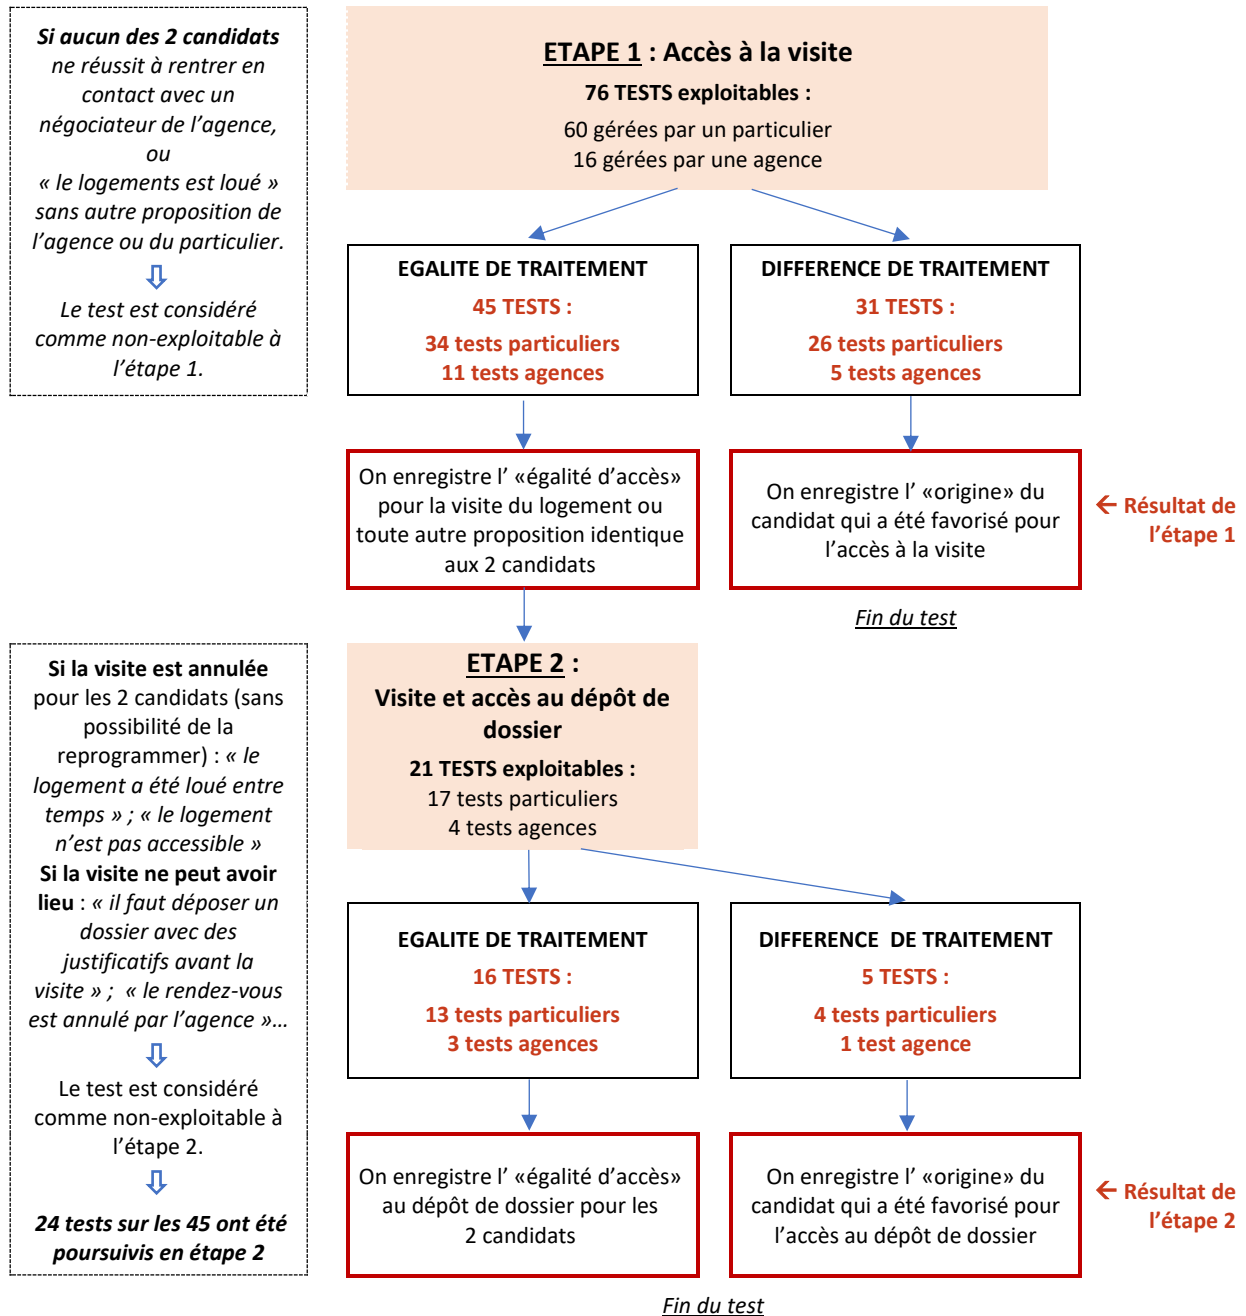 Si aucun des 2 candidats
ne réussit à rentrer en
contact avec un
négociateur de l'agence,
ou
« le logements est loué »
sans autre proposition de
l'agence ou du particulier.
Le test est considéré
comme non-exploitable à
l'étape 1.
ETAPE 1 : Accès à la visite
76 TESTS exploitables :
60 gérées par un particulier
16 gérées par une agence
EGALITE DE TRAITEMENT
45 TESTS :
34 tests particuliers
11 tests agences
DIFFERENCE DE TRAITEMENT
31 TESTS :
26 tests particuliers
5 tests agences
On enregistre l' «égalité d'accès»
pour la visite du logement ou
toute autre proposition identique
aux 2 candidats
On enregistre l' «origine» du
candidat qui a été favorisé pour
l'accès à la visite
← Résultat de
l'étape 1
Fin du test
Si la visite est annulée
pour les 2 candidats (sans
possibilité de la
reprogrammer) : « le
logement a été loué entre
temps » ; « le logement
n'est pas accessible »
Si la visite ne peut avoir
lieu : « il faut déposer un
dossier avec des
justificatifs avant la
visite » ; « le rendez-vous
est annulé par l'agence »…
Le test est considéré
comme non-exploitable à
l'étape 2.
24 tests sur les 45 ont été
poursuivis en étape 2
ETAPE 2 :
Visite et accès au dépôt de
dossier
21 TESTS exploitables :
17 tests particuliers
4 tests agences
EGALITE DE TRAITEMENT
16 TESTS :
13 tests particuliers
3 tests agences
DIFFERENCE DE TRAITEMENT
5 TESTS :
4 tests particuliers
1 test agence
On enregistre l' «égalité d'accès»
au dépôt de dossier pour les
2 candidats
On enregistre l' «origine» du
candidat qui a été favorisé pour
l'accès au dépôt de dossier
← Résultat de
l'étape 2
Fin du test